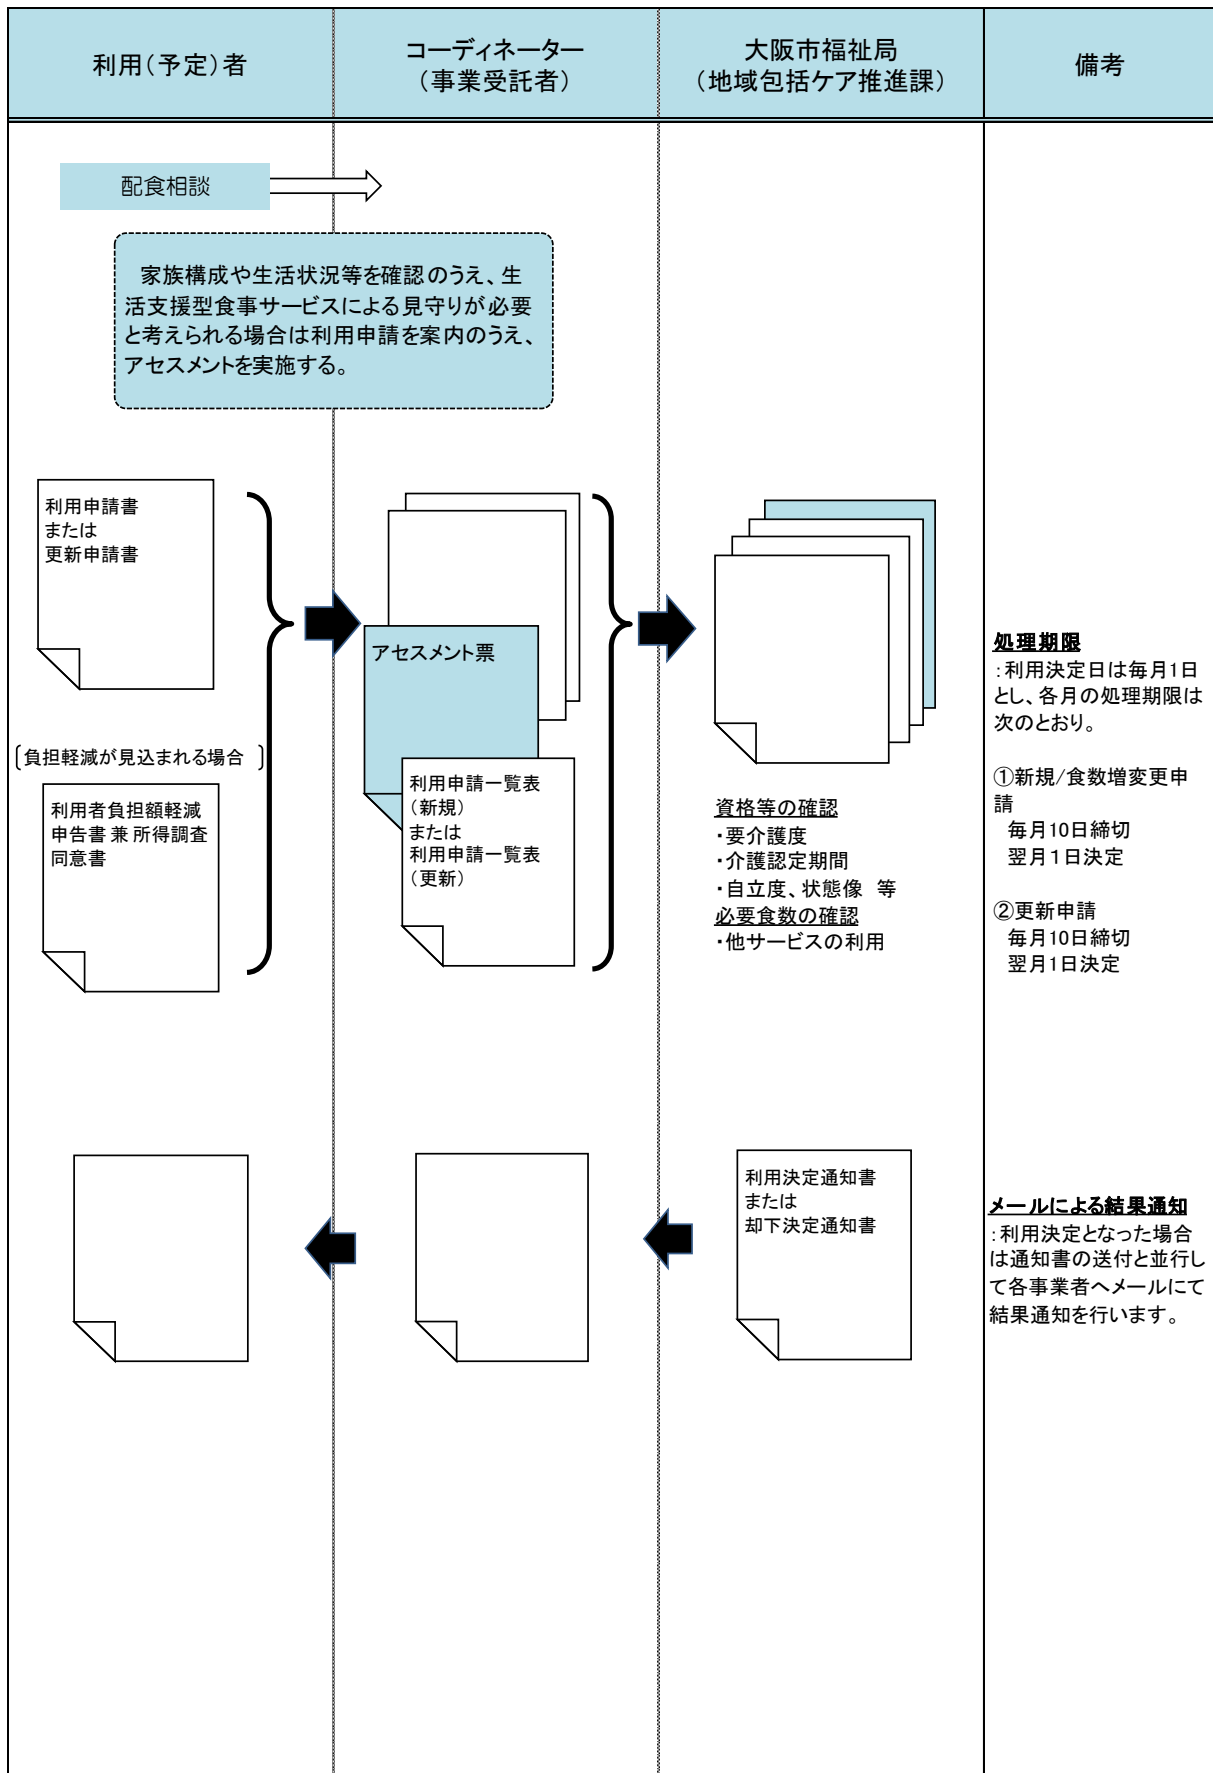 利用（予定）者
コーディネーター
（事業受託者）
大阪市福祉局
（地域包括ケア推進課）
備考
配食相談
家族構成や生活状況等を確認のうえ、生
活支援型食事サービスによる見守りが必要
と考えられる場合は利用申請を案内のうえ、
アセスメントを実施する。
利用申請書
または
更新申請書
〔負担軽減が見込まれる場合 〕
利用者負担額軽減
申告書 兼 所得調査
同意書
アセスメント票
利用申請一覧表
（新規）
または
利用申請一覧表
（更新）
資格等の確認
・要介護度
・介護認定期間
・自立度、状態像　等
必要食数の確認
・他サービスの利用
処理期限
：利用決定日は毎月1日
とし、各月の処理期限は
次のとおり。
①新規/食数増変更申
請
毎月10日締切
翌月１日決定
②更新申請
毎月10日締切
翌月1日決定
利用決定通知書
または
却下決定通知書
メールによる結果通知
：利用決定となった場合
は通知書の送付と並行し
て各事業者へメールにて
結果通知を行います。